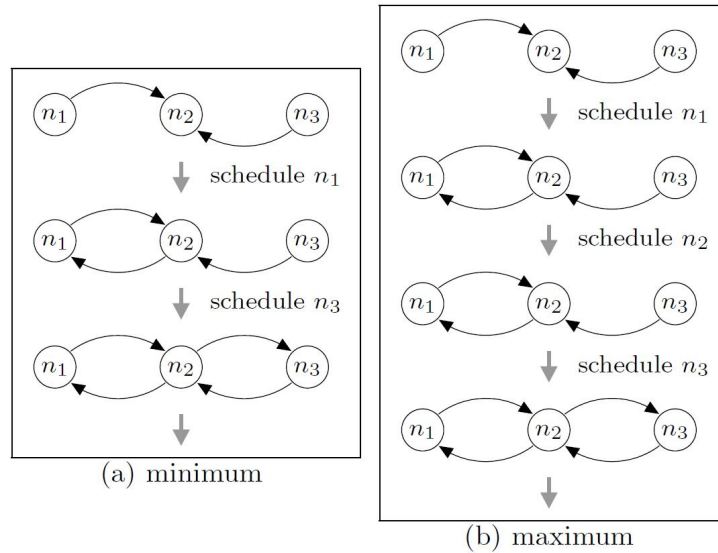 n₁ n₂ n₃
schedule n₁
n₁ n₂ n₃
schedule n₃
n₁ n₂ n₃
(a) minimum
n₁ n₂ n₃
schedule n₁
n₁ n₂ n₃
schedule n₂
n₁ n₂ n₃
schedule n₃
n₁ n₂ n₃
(b) maximum